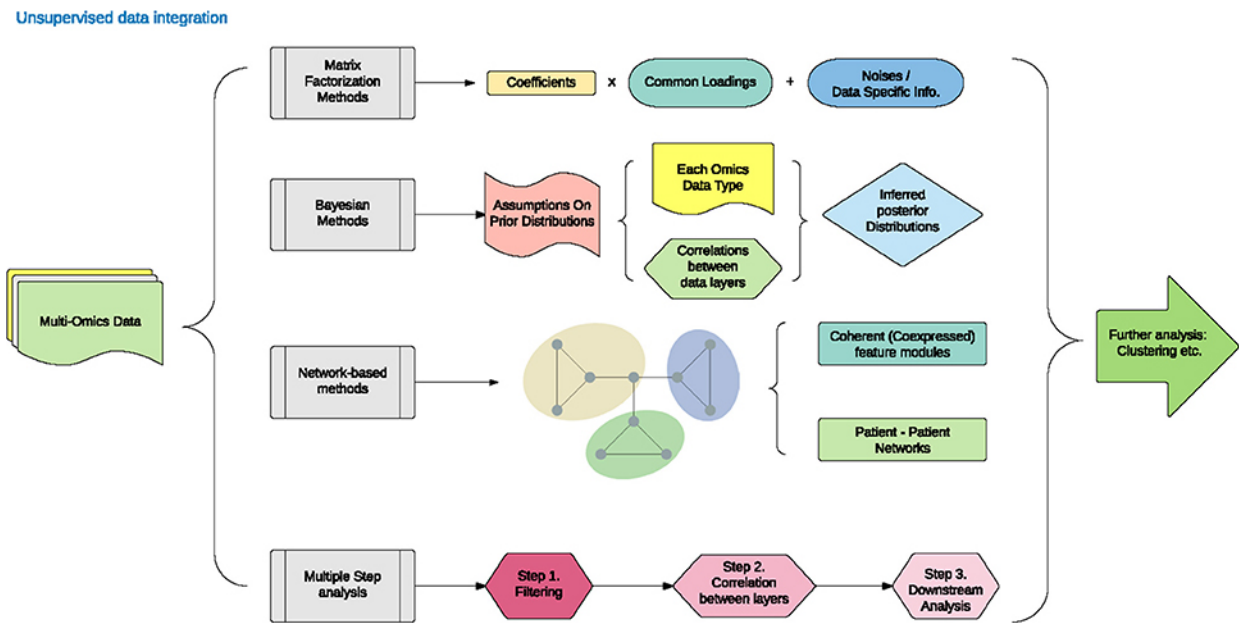 Unsupervised data integration
Matrix
Factorization
Methods
Coefficients
x
Common Loadings
+
Noises /
Data Specific Info.
Bayesian
Methods
Assumptions On
Prior Distributions
Each Omics
Data Type
Correlations
between
data layers
Inferred
posterior
Distributions
Multi-Omics Data
Network-based
methods
Coherent (Coexpressed)
feature modules
Patient - Patient
Networks
Further analysis:
Clustering etc.
Multiple Step
analysis
Step 1.
Filtering
Step 2.
Correlation
between layers
Step 3.
Downstream
Analysis